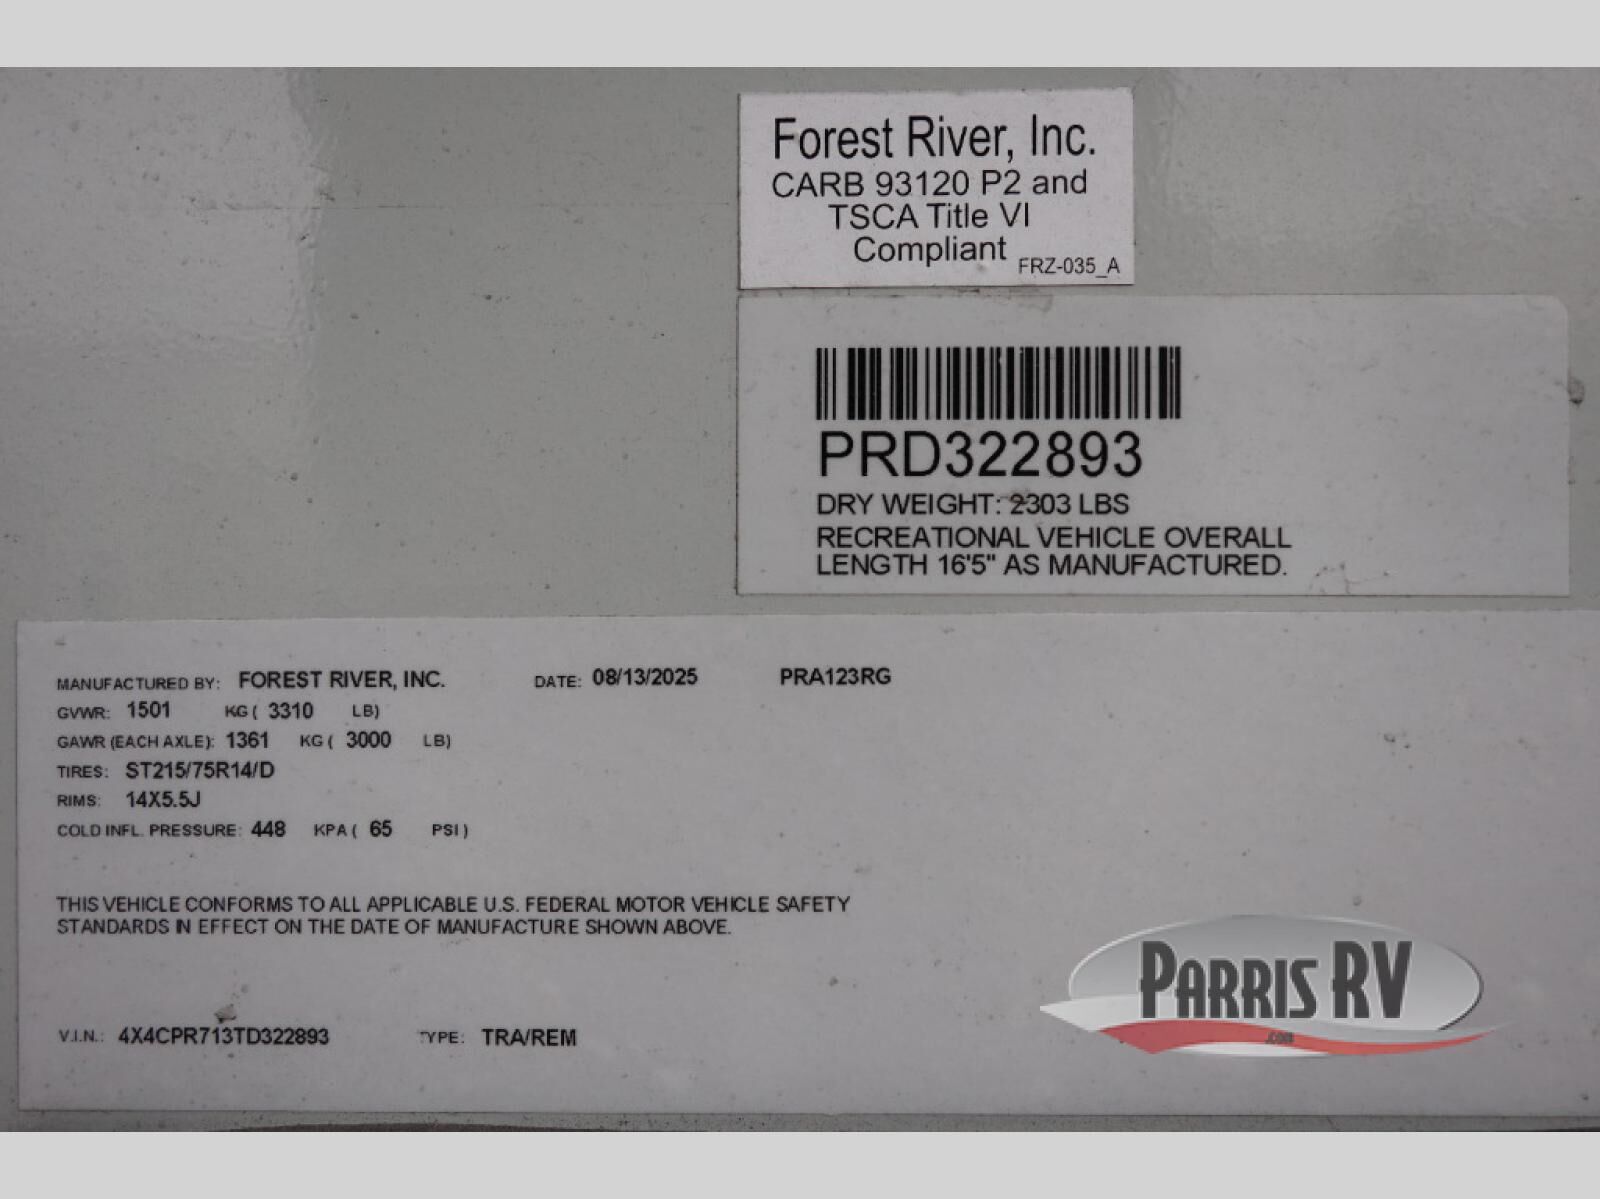 Forest River, Inc.
CARB 93120 P2 and
TSCA Title VI
Compliant
FRZ-035_A
PRD322893
DRY WEIGHT: 2303 LBS
RECREATIONAL VEHICLE OVERALL
LENGTH 16'5" AS MANUFACTURED.
MANUFACTURED BY: FOREST RIVER, INC. DATE: 08/13/2025 PRA123RG
GVWR: 1501 KG ( 3310 LB)
GAWR (EACH AXLE): 1361 KG ( 3000 LB)
TIRES: ST215/75R14/D
RIMS: 14X5.5J
COLD INFL. PRESSURE: 448 KPA ( 65 PSI )
THIS VEHICLE CONFORMS TO ALL APPLICABLE U.S. FEDERAL MOTOR VEHICLE SAFETY
STANDARDS IN EFFECT ON THE DATE OF MANUFACTURE SHOWN ABOVE.
V.I.N.: 4X4CPR713TD322893 TYPE: TRA/REM
PARRIS RV
.COM